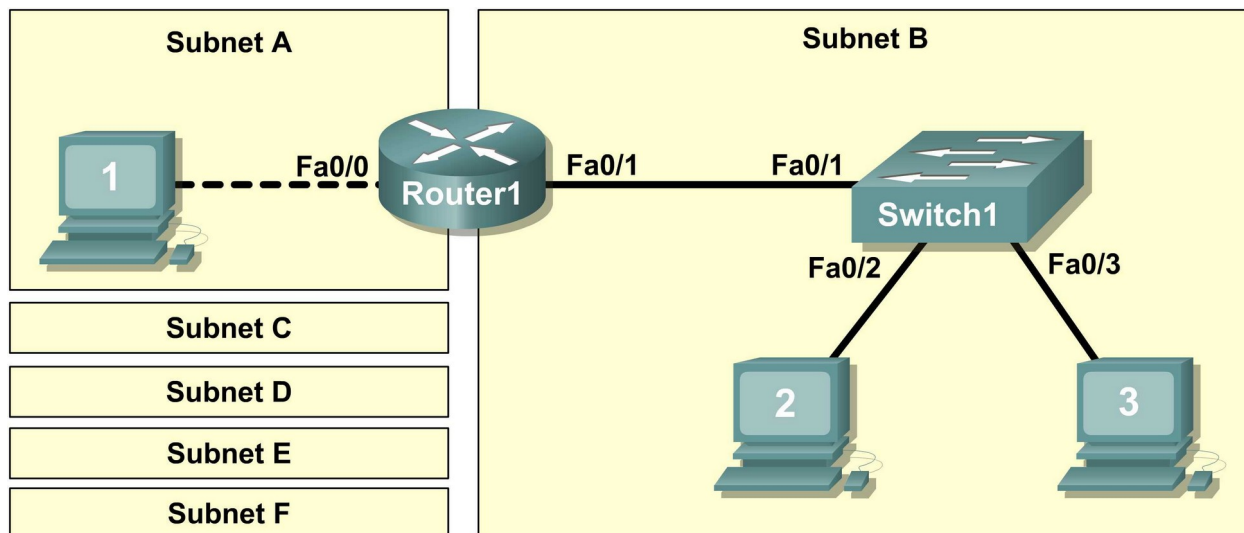 Subnet A
1
Fa0/0
Router1
Subnet C
Subnet D
Subnet E
Subnet F
Subnet B
Fa0/1
Fa0/1
Switch1
Fa0/2
Fa0/3
2
3